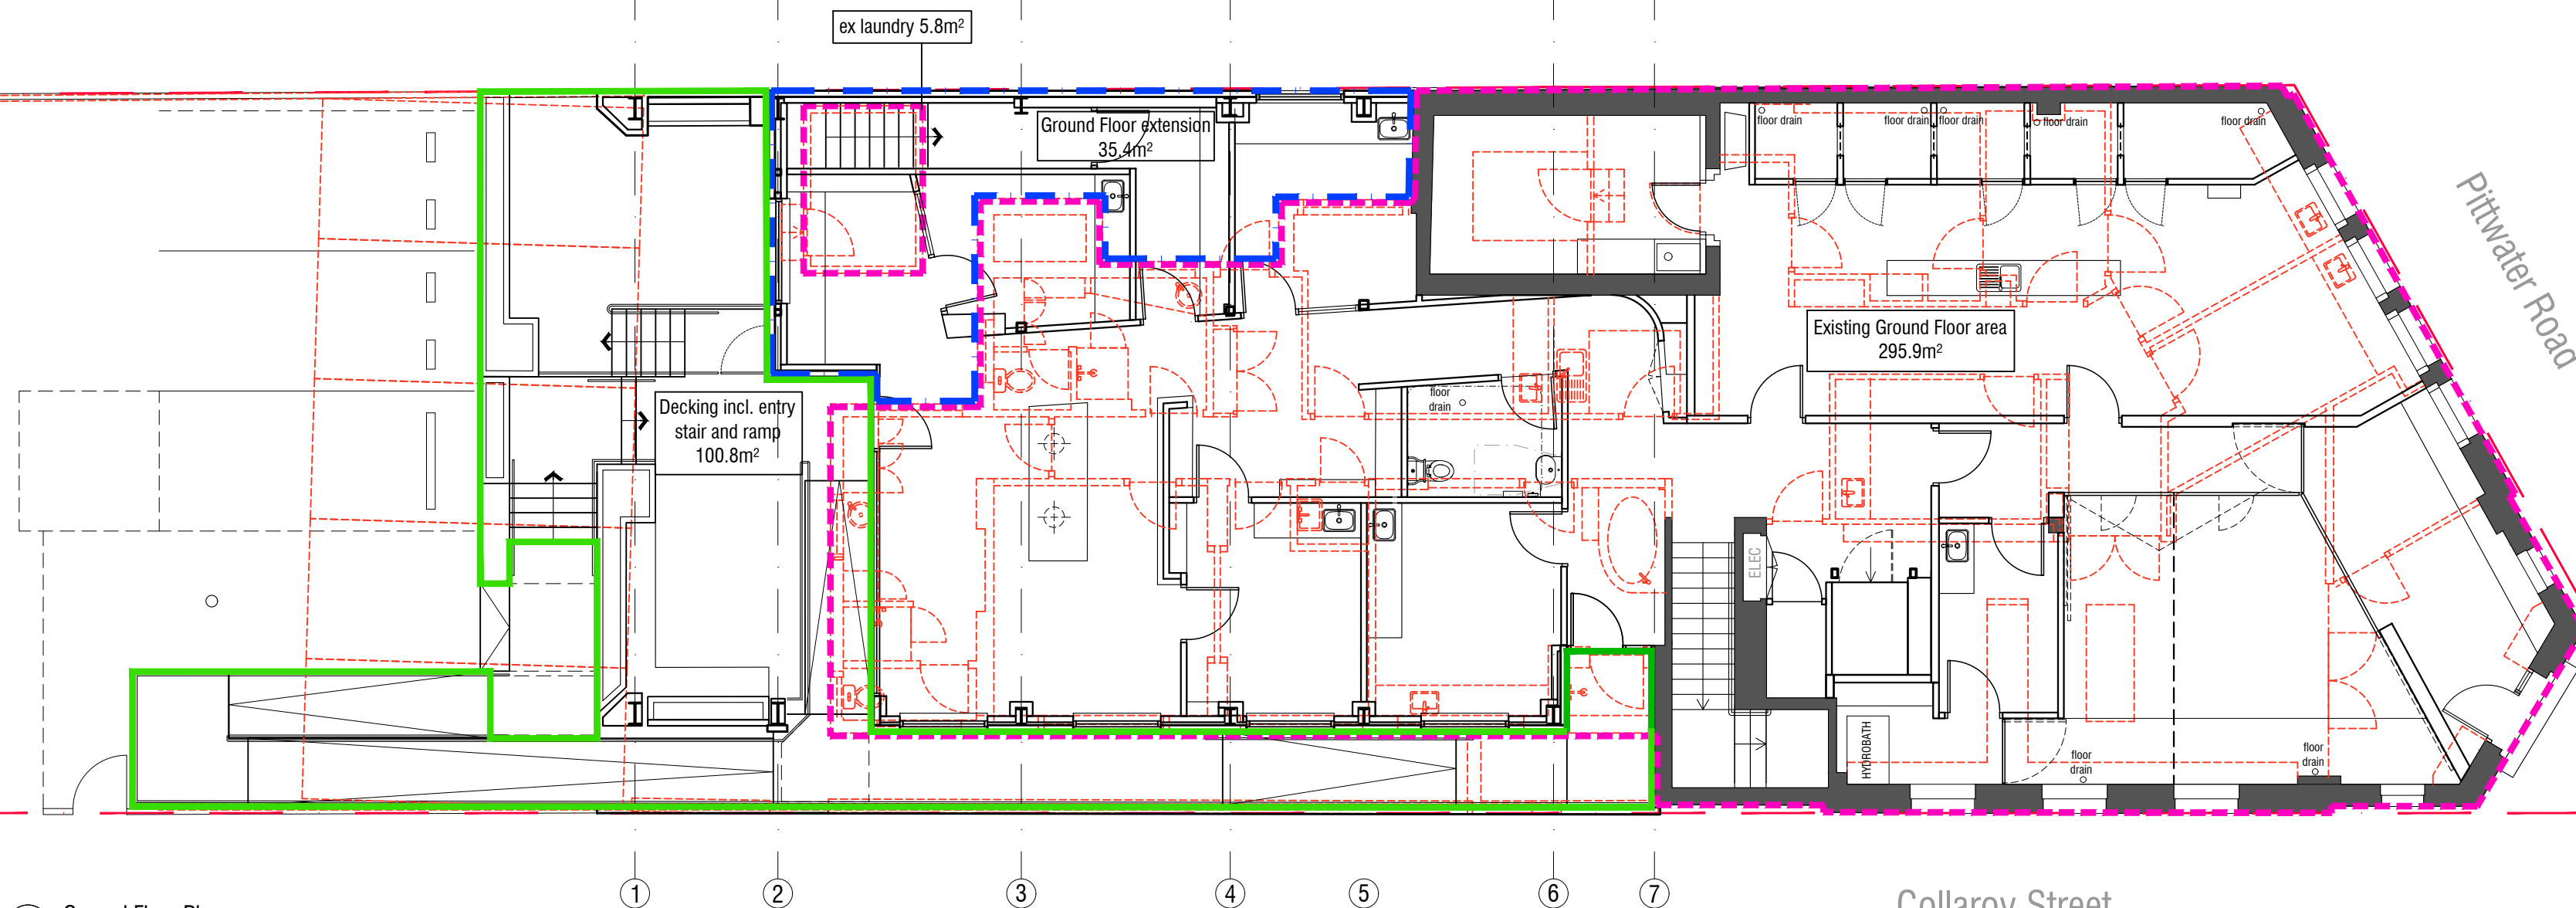 ex laundry 5.8m²
Ground Floor extension
35.4m²
floor drain
floor drain
floor drain
floor drain
floor drain
Pittwater Road
Existing Ground Floor area
295.9m²
Decking incl. entry
stair and ramp
100.8m²
floor
drain
ELEC
HYDROBATH
floor
drain
floor
drain
1
2
3
4
5
6
7
Collaroy Street